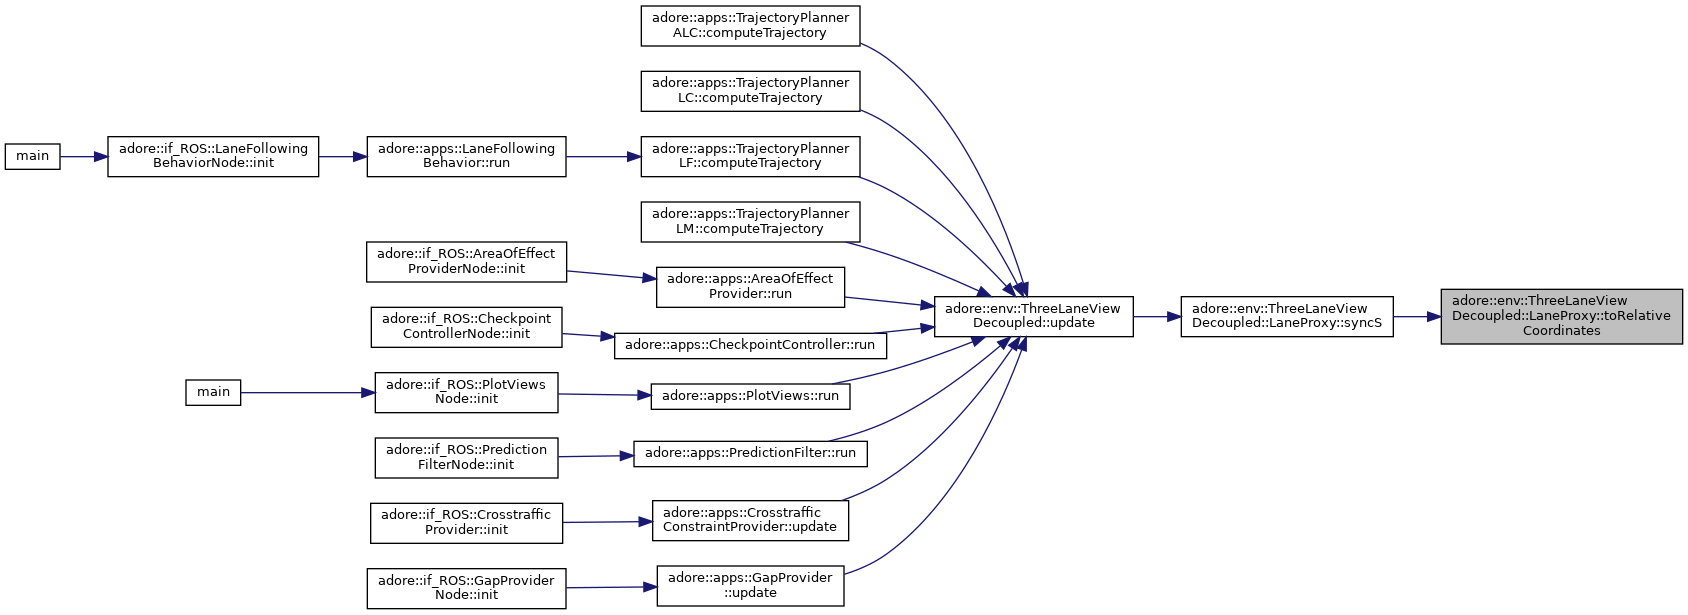 adore::apps::TrajectoryPlanner
ALC::computeTrajectory
adore::apps::TrajectoryPlanner
LC::computeTrajectory
main
adore::if_ROS::LaneFollowing
BehaviorNode::init
adore::apps::LaneFollowing
Behavior::run
adore::apps::TrajectoryPlanner
LF::computeTrajectory
adore::apps::TrajectoryPlanner
LM::computeTrajectory
adore::if_ROS::AreaOfEffect
ProviderNode::init
adore::apps::AreaOfEffect
Provider::run
adore::env::ThreeLaneView
Decoupled::update
adore::env::ThreeLaneView
Decoupled::LaneProxy::syncS
adore::env::ThreeLaneView
Decoupled::LaneProxy::toRelative
Coordinates
adore::if_ROS::Checkpoint
ControllerNode::init
adore::apps::CheckpointController::run
main
adore::if_ROS::PlotViews
Node::init
adore::apps::PlotViews::run
adore::if_ROS::Prediction
FilterNode::init
adore::apps::PredictionFilter::run
adore::if_ROS::Crosstraffic
Provider::init
adore::apps::Crosstraffic
ConstraintProvider::update
adore::if_ROS::GapProvider
Node::init
adore::apps::GapProvider
::update